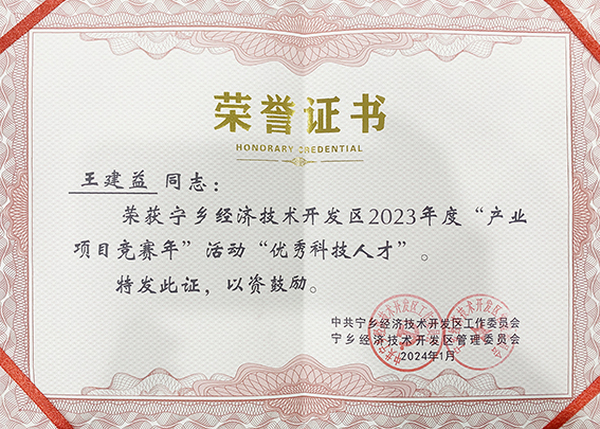 荣誉证书
HONORARY CREDENTIAL
王建益 同志：
荣获宁乡经济技术开发区2023年度“产业
项目竞赛年”活动“优秀科技人才”。
特发此证，以资鼓励。
中共宁乡经济技术开发区工作委员会
宁乡经济技术开发区管理委员会
2024年1月